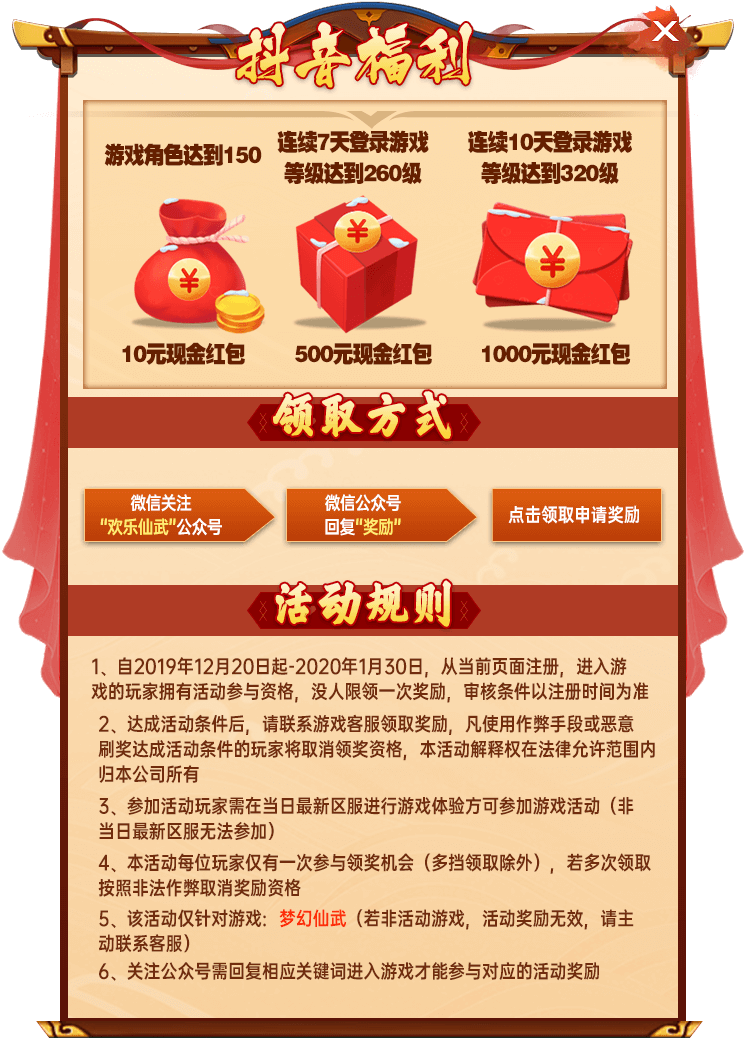 抖音福利
游戏角色达到150
连续7天登录游戏
等级达到260级
连续10天登录游戏
等级达到320级
¥
¥
¥
10元现金红包
500元现金红包
1000元现金红包
领取方式
微信关注
“欢乐仙武”公众号
微信公众号
回复“奖励”
点击领取申请奖励
活动规则
1、自2019年12月20日起-2020年1月30日，从当前页面注册，进入游
戏的玩家拥有活动参与资格，没人限领一次奖励，审核条件以注册时间为准
2、达成活动条件后，请联系游戏客服领取奖励，凡使用作弊手段或恶意
刷奖达成活动条件的玩家将取消领奖资格，本活动解释权在法律允许范围内
归本公司所有
3、参加活动玩家需在当日最新区服进行游戏体验方可参加游戏活动（非
当日最新区服无法参加）
4、本活动每位玩家仅有一次参与领奖机会（多挡领取除外），若多次领取
按照非法作弊取消奖励资格
5、该活动仅针对游戏：梦幻仙武（若非活动游戏，活动奖励无效，请主
动联系客服）
6、关注公众号需回复相应关键词进入游戏才能参与对应的活动奖励